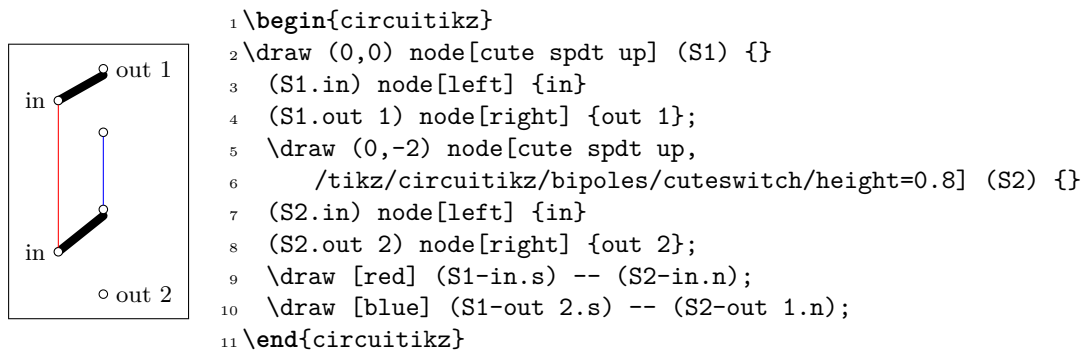 out 1
in
in
out 2
1 \begin{circuitikz}
2 \draw (0,0) node[cute spdt up] (S1) {}
3 (S1.in) node[left] {in}
4 (S1.out 1) node[right] {out 1};
5 \draw (0,-2) node[cute spdt up,
6 /tikz/circuitikz/bipoles/cuteswitch/height=0.8] (S2) {}
7 (S2.in) node[left] {in}
8 (S2.out 2) node[right] {out 2};
9 \draw [red] (S1-in.s) -- (S2-in.n);
10 \draw [blue] (S1-out 2.s) -- (S2-out 1.n);
11 \end{circuitikz}